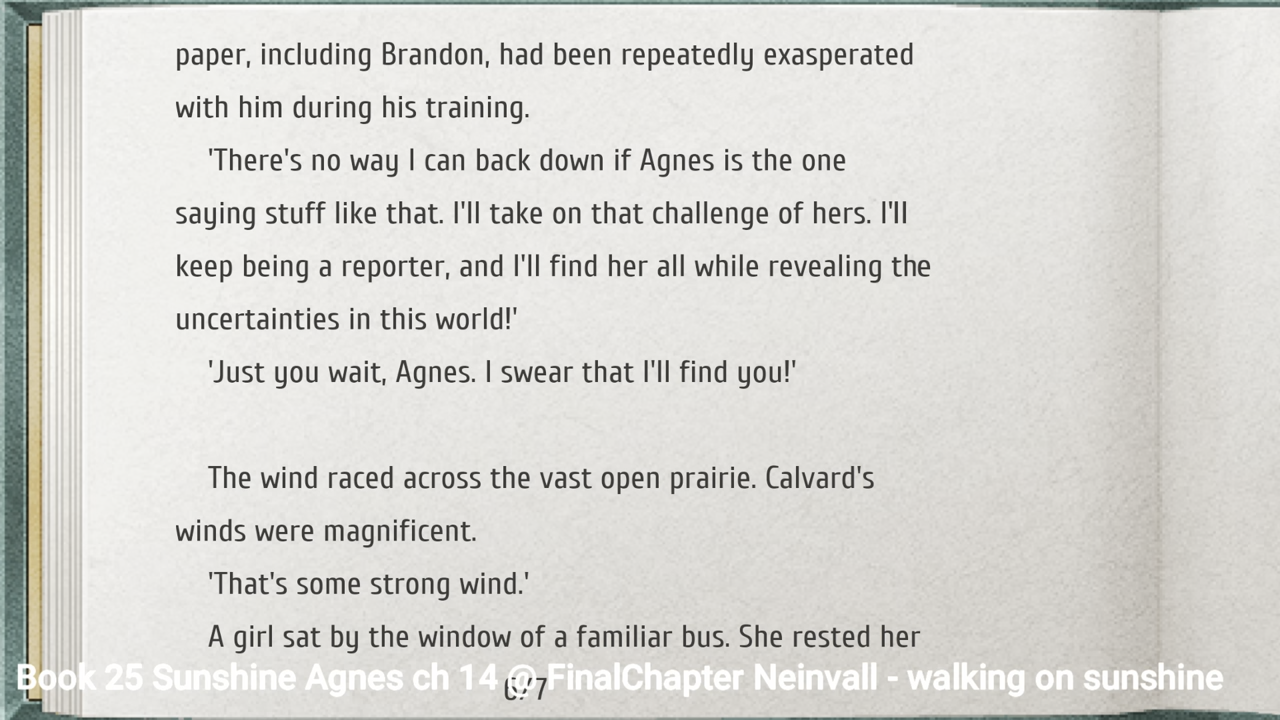 paper, including Brandon, had been repeatedly exasperated
with him during his training.
'There's no way I can back down if Agnes is the one
saying stuff like that. I'll take on that challenge of hers. I'll
keep being a reporter, and I'll find her all while revealing the
uncertainties in this world!'
'Just you wait, Agnes. I swear that I'll find you!'
The wind raced across the vast open prairie. Calvard's
winds were magnificent.
'That's some strong wind.'
A girl sat by the window of a familiar bus. She rested her
Book 25 Sunshine Agnes ch 14 @ FinalChapter Neinvall - walking on sunshine
6/7